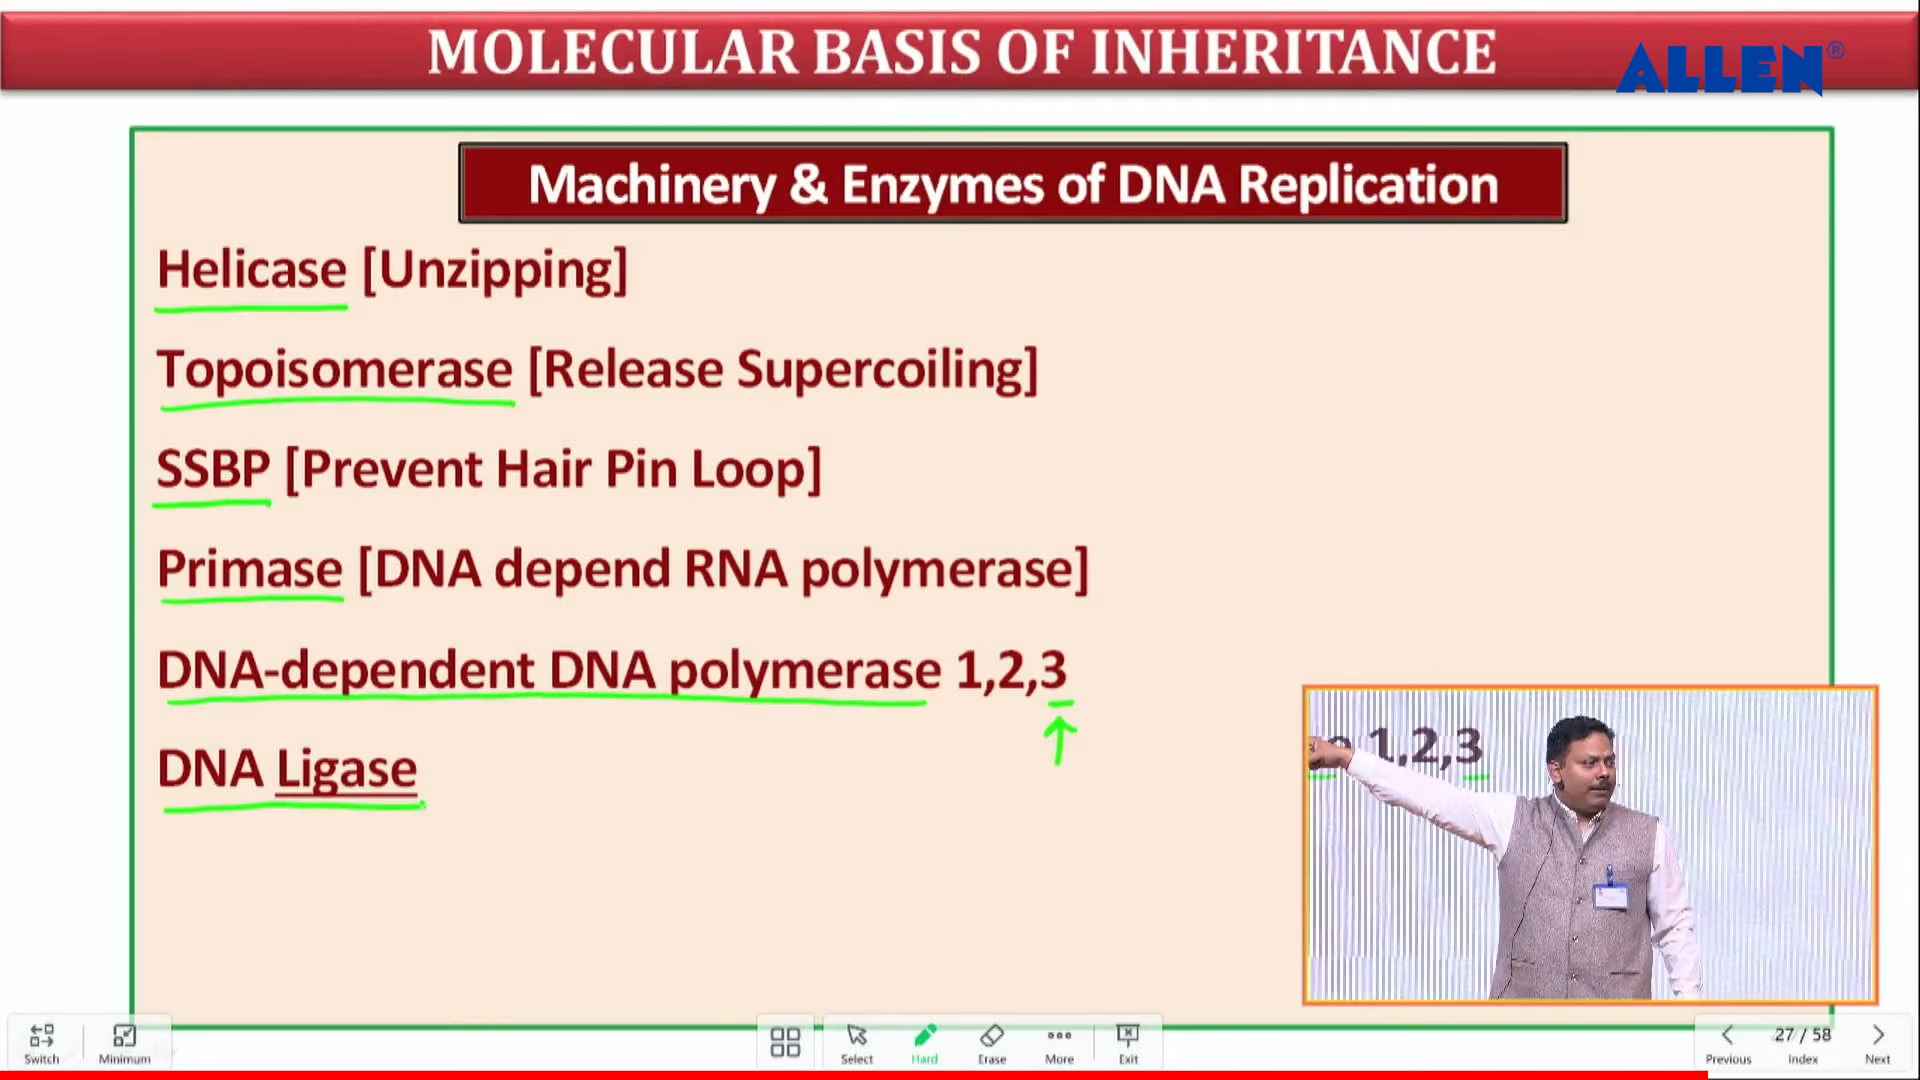 MOLECULAR BASIS OF INHERITANCE
ALLEN®
Machinery & Enzymes of DNA Replication
Helicase [Unzipping]
Topoisomerase [Release Supercoiling]
SSBP [Prevent Hair Pin Loop]
Primase [DNA depend RNA polymerase]
DNA-dependent DNA polymerase 1,2,3
DNA Ligase
1,2,3
Switch
Minimum
Select
Hard
Erase
More
Exit
27 / 58
Previous
Index
Next